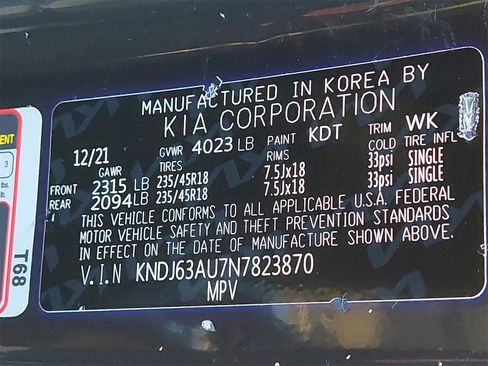 MANUFACTURED IN KOREA BY
KIA CORPORATION
12/21 GVWR 4023 LB PAINT KDT TRIM WK
GAWR TIRES RIMS COLD TIRE INFL
FRONT 2315 LB 235/45R18 7.5Jx18 33psi SINGLE
REAR 2094 LB 235/45R18 7.5Jx18 33psi SINGLE
THIS VEHICLE CONFORMS TO ALL APPLICABLE U.S.A. FEDERAL
MOTOR VEHICLE SAFETY AND THEFT PREVENTION STANDARDS
IN EFFECT ON THE DATE OF MANUFACTURE SHOWN ABOVE.
V.I.N KNDJ63AU7N7823870
MPV
3
lbs.
T68